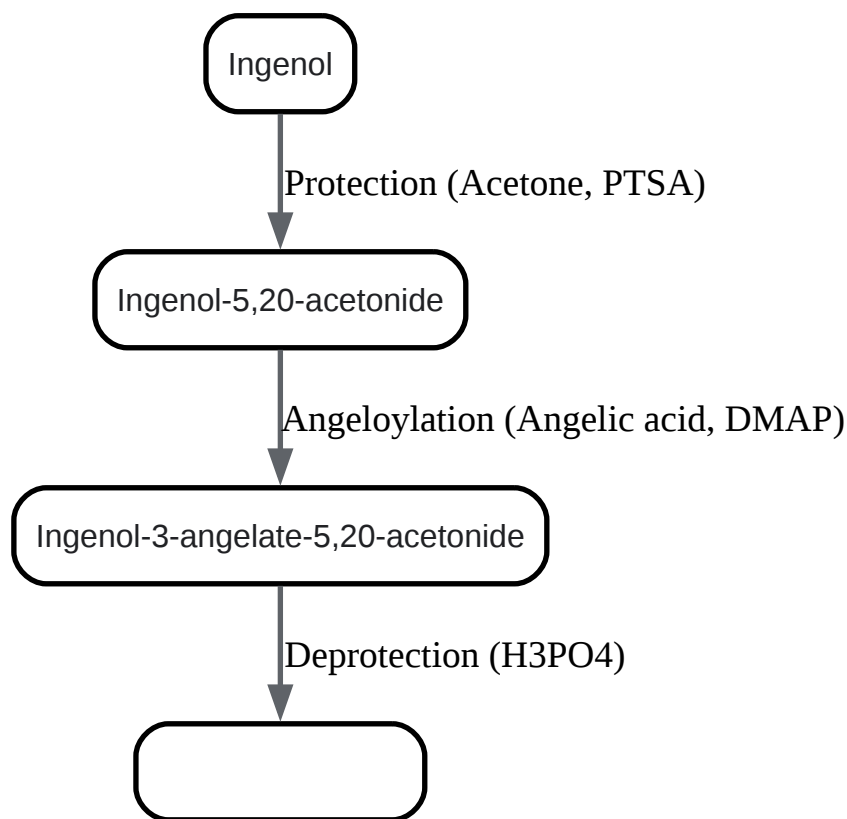 Ingenol
Protection (Acetone, PTSA)
Ingenol-5,20-acetonide
Angeloylation (Angelic acid, DMAP)
Ingenol-3-angelate-5,20-acetonide
Deprotection (H3PO4)